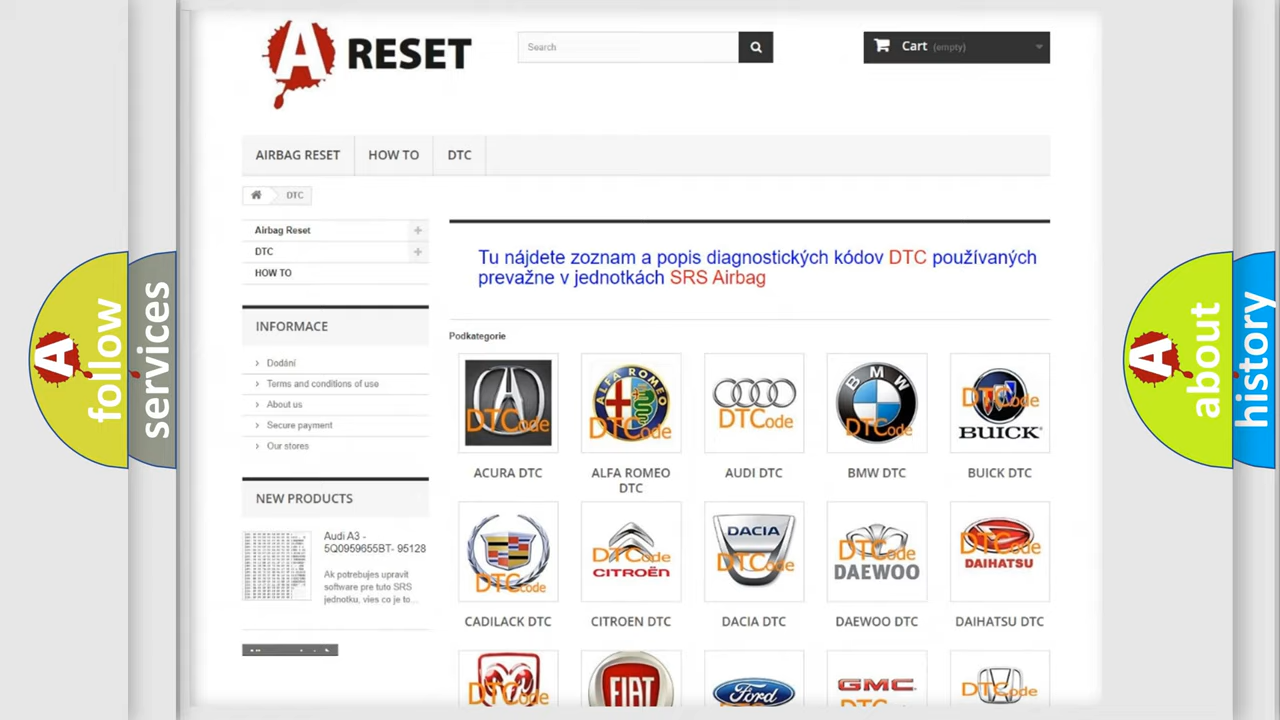 A RESET
Search
Cart (empty)
AIRBAG RESET
HOW TO
DTC
DTC
Airbag Reset
DTC
HOW TO
Tu nájdete zoznam a popis diagnostických kódov DTC používaných
prevažne v jednotkách SRS Airbag
INFORMACE
Dodání
Terms and conditions of use
About us
Secure payment
Our stores
Podkategorie
DTCode
ALFA ROMEO
DTCode
DTCode
BMW
DTCode
DTCode
BUICK
ACURA DTC
ALFA ROMEO
DTC
AUDI DTC
BMW DTC
BUICK DTC
NEW PRODUCTS
Audi A3 -
5Q0959655BT- 95128
Ak potrebujes upravit
software pre tuto SRS
jednotku, vies co je to...
DTCode
DTCode
CITROËN
DACIA
DTCode
DTCode
DAEWOO
DTCode
DAIHATSU
CADILACK DTC
CITROEN DTC
DACIA DTC
DAEWOO DTC
DAIHATSU DTC
DTCode
FIAT
Ford
GMC
DTCode
A follow
services
A about
history